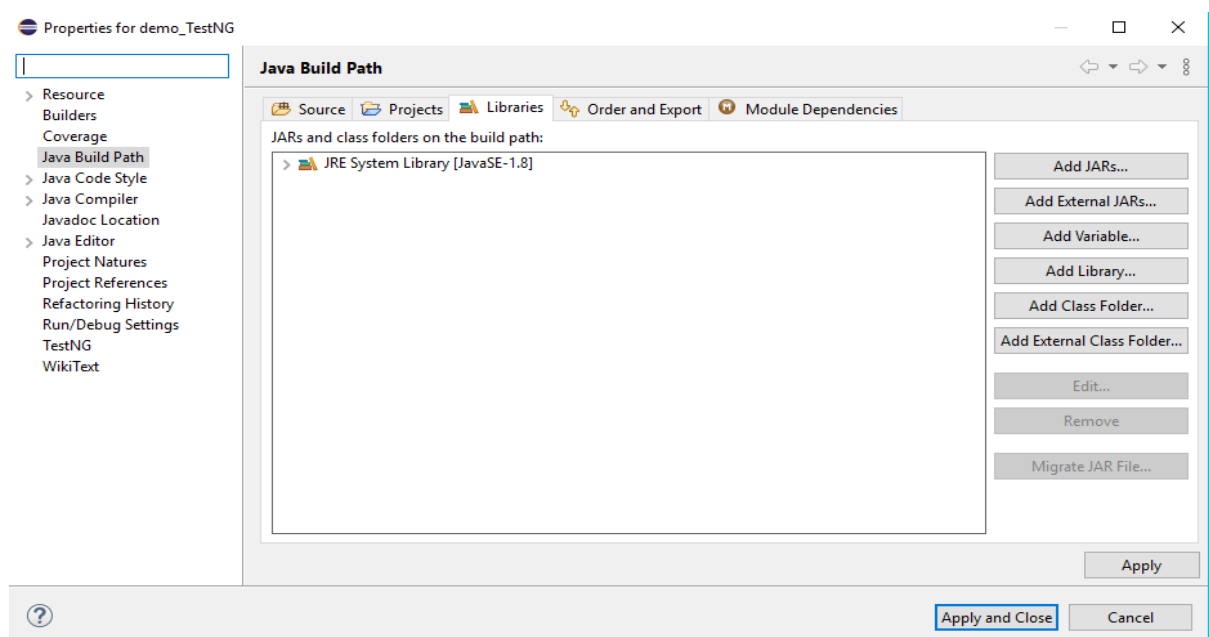 Properties for demo_TestNG
Resource
Builders
Coverage
Java Build Path
Java Code Style
Java Compiler
Javadoc Location
Java Editor
Project Natures
Project References
Refactoring History
Run/Debug Settings
TestNG
WikiText
Java Build Path
Source Projects Libraries Order and Export M Module Dependencies
JARs and class folders on the build path:
JRE System Library [JavaSE-1.8]
Add JARs...
Add External JARs...
Add Variable...
Add Library...
Add Class Folder...
Add External Class Folder...
Edit...
Remove
Migrate JAR File...
Apply
? Apply and Close Cancel